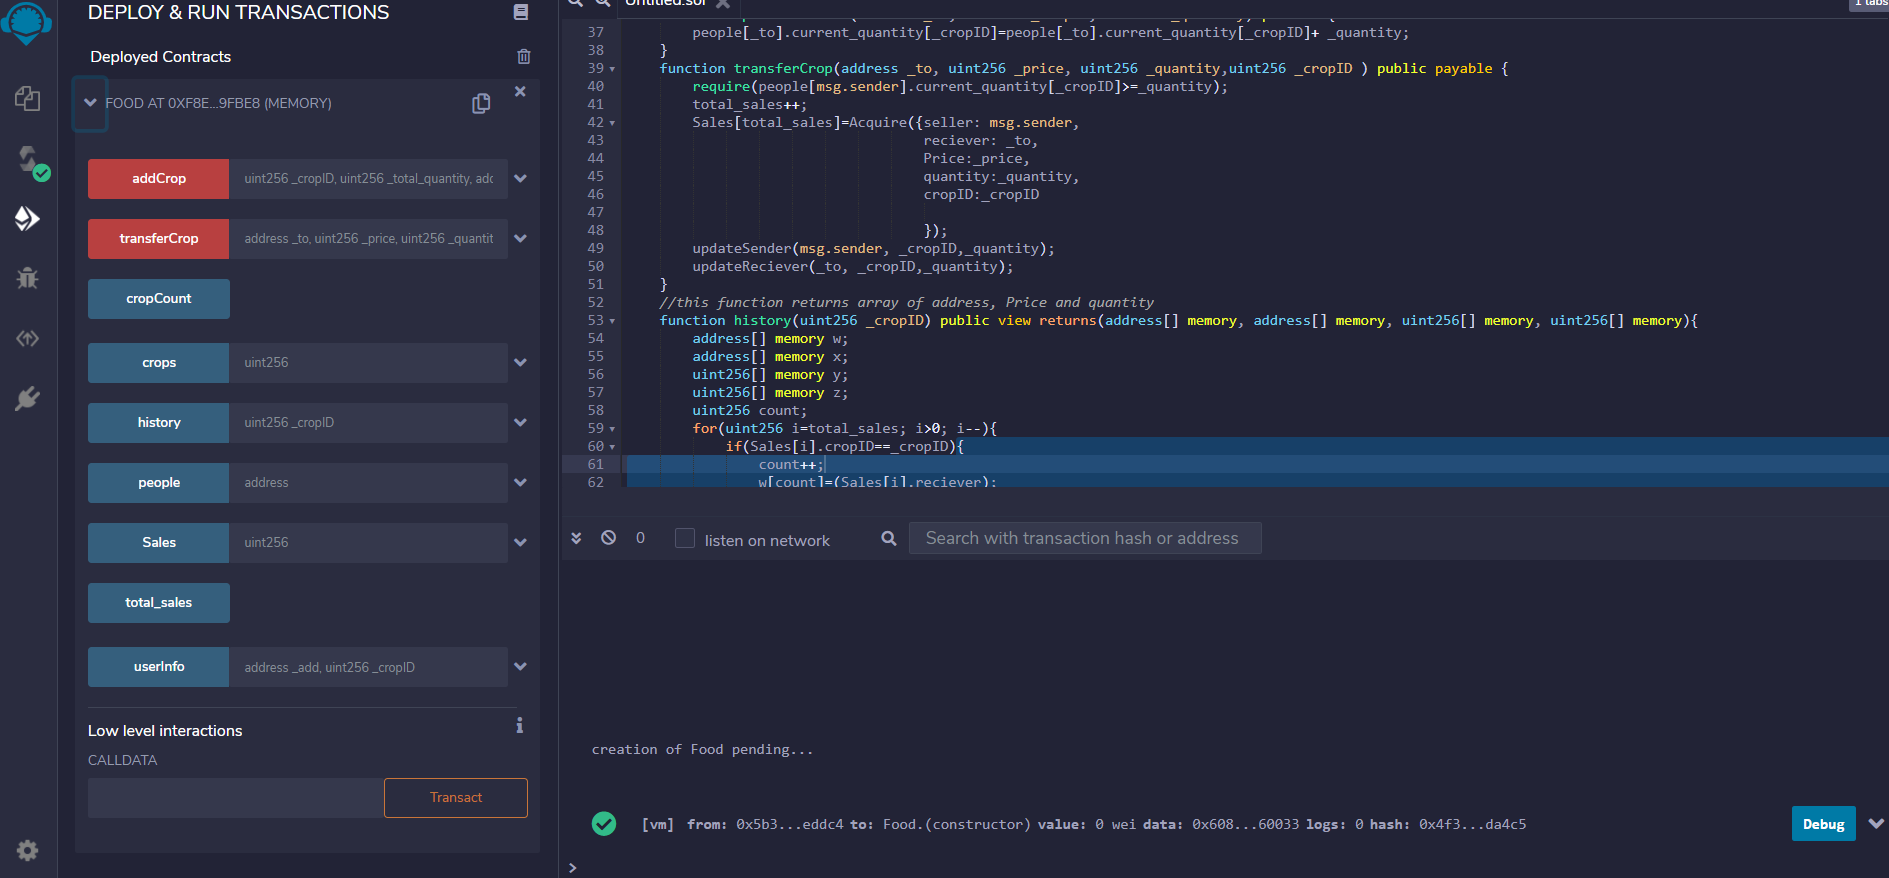 DEPLOY & RUN TRANSACTIONS
Deployed Contracts
FOOD AT 0XF8E...9FBE8 (MEMORY)
addCrop uint256 _cropID, uint256 _total_quantity, adc
transferCrop address _to, uint256 _price, uint256 _quantit
cropCount
crops uint256
history uint256 _cropID
people address
Sales uint256
total_sales
userInfo address _add, uint256 _cropID
Low level interactions
CALLDATA
Transact
Untitled.sol
1 tabs
37 people[_to].current_quantity[_cropID]=people[_to].current_quantity[_cropID]+ _quantity;
38 }
39 function transferCrop(address _to, uint256 _price, uint256 _quantity,uint256 _cropID ) public payable {
40 require(people[msg.sender].current_quantity[_cropID]>=_quantity);
41 total_sales++;
42 Sales[total_sales]=Acquire({seller: msg.sender,
43 reciever: _to,
44 Price:_price,
45 quantity:_quantity,
46 cropID:_cropID
47
48 });
49 updateSender(msg.sender, _cropID,_quantity);
50 updateReciever(_to, _cropID,_quantity);
51 }
52 //this function returns array of address, Price and quantity
53 function history(uint256 _cropID) public view returns(address[] memory, address[] memory, uint256[] memory, uint256[] memory){
54 address[] memory w;
55 address[] memory x;
56 uint256[] memory y;
57 uint256[] memory z;
58 uint256 count;
59 for(uint256 i=total_sales; i>0; i--){
60 if(Sales[i].cropID==_cropID){
61 count++;
62 w[count]=(Sales[i].reciever);
0 listen on network Search with transaction hash or address
creation of Food pending...
[vm] from: 0x5b3...eddc4 to: Food.(constructor) value: 0 wei data: 0x608...60033 logs: 0 hash: 0x4f3...da4c5 Debug
>